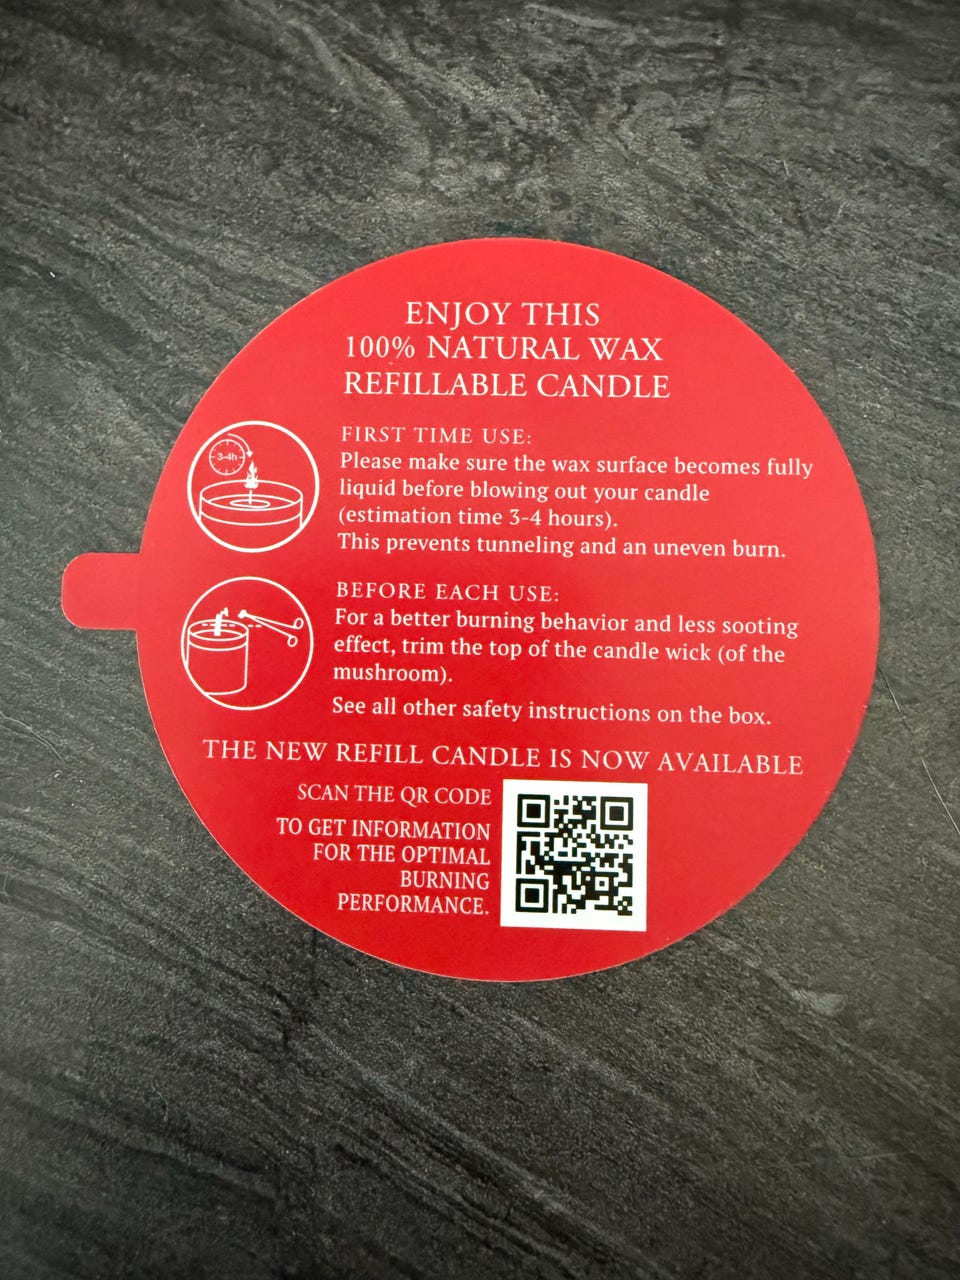 ENJOY THIS
100% NATURAL WAX
REFILLABLE CANDLE
3-4h
FIRST TIME USE:
Please make sure the wax surface becomes fully
liquid before blowing out your candle
(estimation time 3-4 hours).
This prevents tunneling and an uneven burn.
BEFORE EACH USE:
For a better burning behavior and less sooting
effect, trim the top of the candle wick (of the
mushroom).
See all other safety instructions on the box.
THE NEW REFILL CANDLE IS NOW AVAILABLE
SCAN THE QR CODE
TO GET INFORMATION
FOR THE OPTIMAL
BURNING
PERFORMANCE.